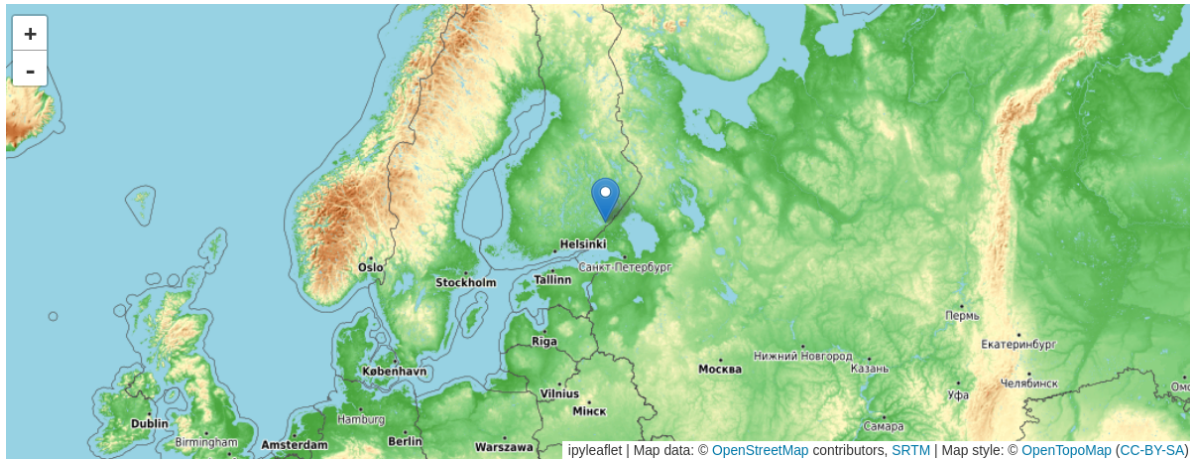 +
-
Oslo
Helsinki
Санкт-Петербург
Stockholm
Tallinn
Пермь
Riga
Екатеринбург
Нижний Новгород
Москва
Казань
København
Челябинск
Уфа
Vilnius
Мінск
Hamburg
Dublin
Самара
Birmingham
Amsterdam
Berlin
Warszawa
ipyleaflet | Map data: © OpenStreetMap contributors, SRTM | Map style: © OpenTopoMap (CC-BY-SA)